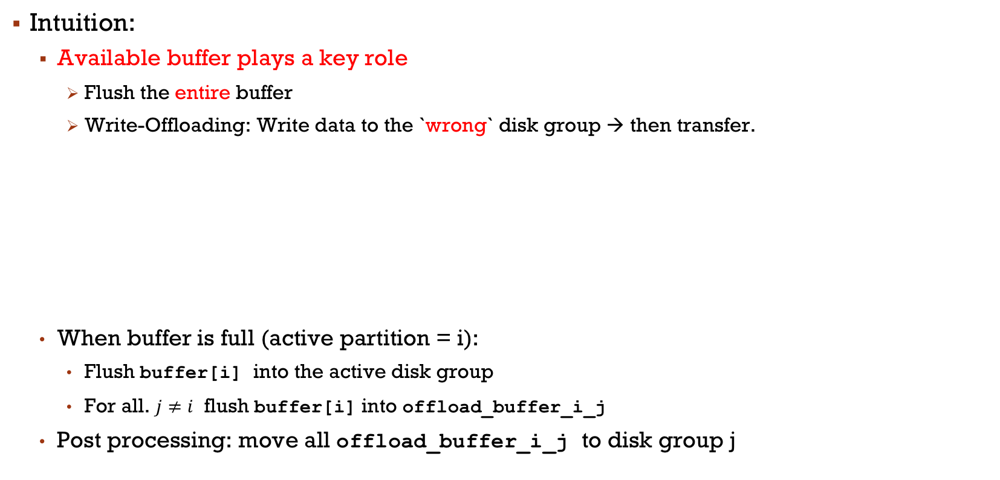 Intuition:
Available buffer plays a key role
Flush the entire buffer
Write-Offloading: Write data to the `wrong` disk group → then transfer.
When buffer is full (active partition = i):
Flush buffer[i] into the active disk group
For all. j ≠ i flush buffer[i] into offload_buffer_i_j
Post processing: move all offload_buffer_i_j to disk group j